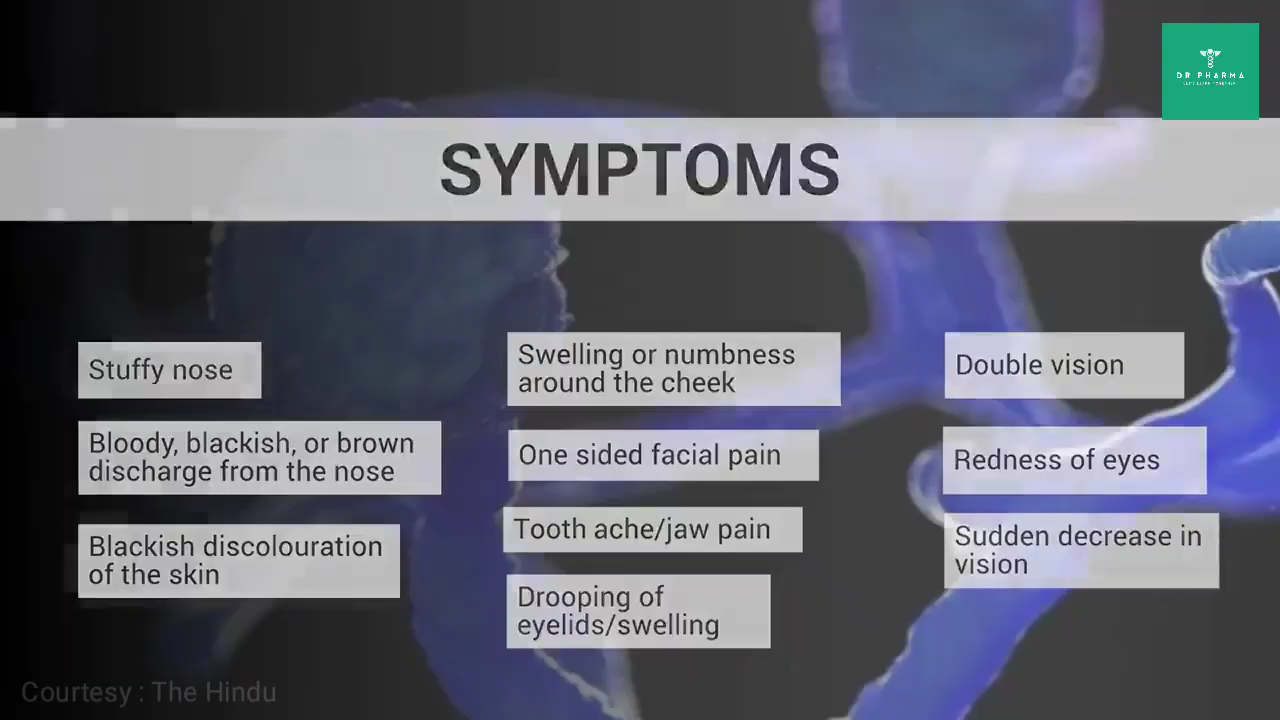 DR PHARMA
SYMPTOMS
Stuffy nose
Bloody, blackish, or brown
discharge from the nose
Blackish discolouration
of the skin
Swelling or numbness
around the cheek
One sided facial pain
Tooth ache/jaw pain
Drooping of
eyelids/swelling
Double vision
Redness of eyes
Sudden decrease in
vision
Courtesy : The Hindu